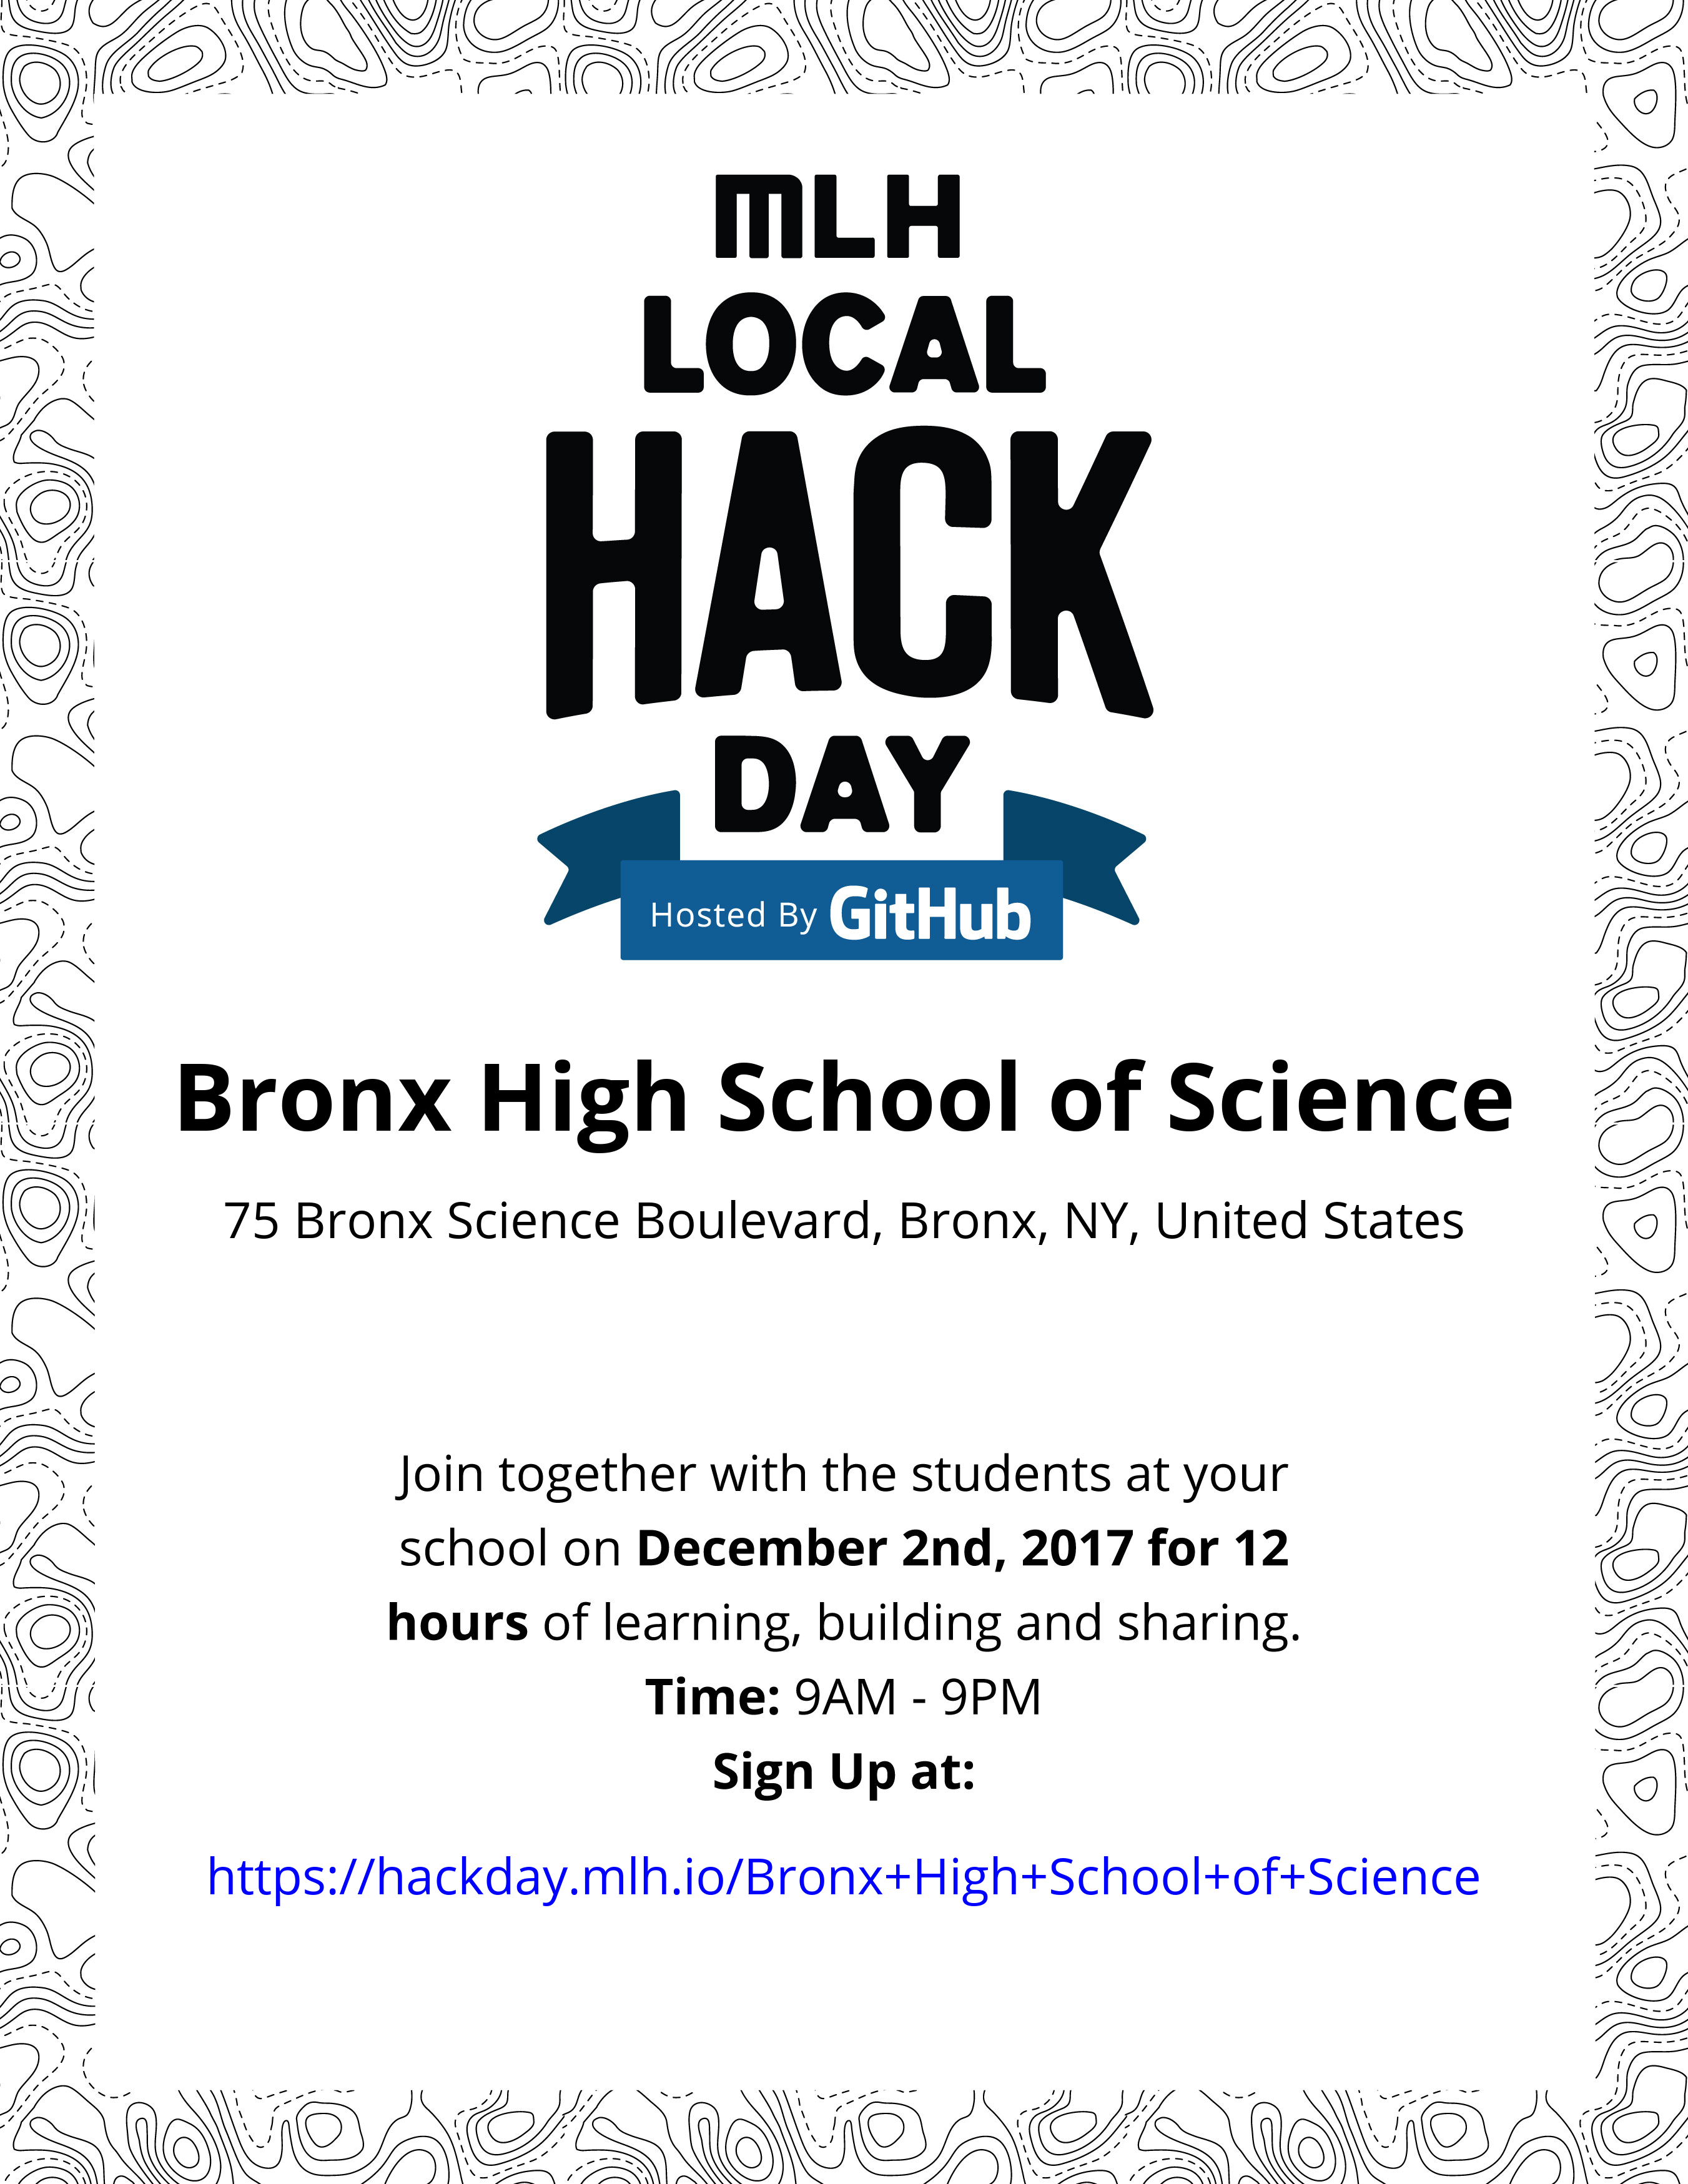 MLH
LOCAL
HACK
DAY
Hosted By GitHub
Bronx High School of Science
75 Bronx Science Boulevard, Bronx, NY, United States
Join together with the students at your
school on December 2nd, 2017 for 12
hours of learning, building and sharing.
Time: 9AM - 9PM
Sign Up at:
https://hackday.mlh.io/Bronx+High+School+of+Science